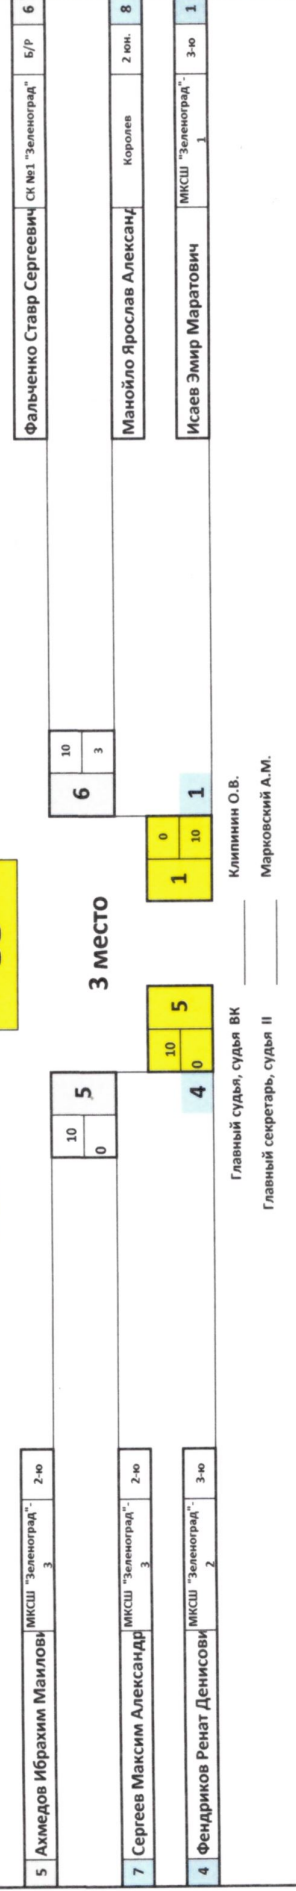 5 Ахмедов Ибрахим Маилови МКСШ "Зеленоград"-3 2-ю
7 Сергеев Максим Александр МКСШ "Зеленоград"-3 2-ю
4 Фендриков Ренат Денисови МКСШ "Зеленоград"-2 3-ю
10
0
5
4
10
0
5
3 место
1
0
10
1
6
10
3
Фальченко Ставр Сергеевич СК №1 "Зеленоград" Б/Р 6
Манойло Ярослав Александ Королев 2 юн. 8
Исаев Эмир Маратович МКСШ "Зеленоград"-1 3-ю 1
Главный судья, судья ВК Клипинин О.В.
Главный секретарь, судья II Марковский А.М.